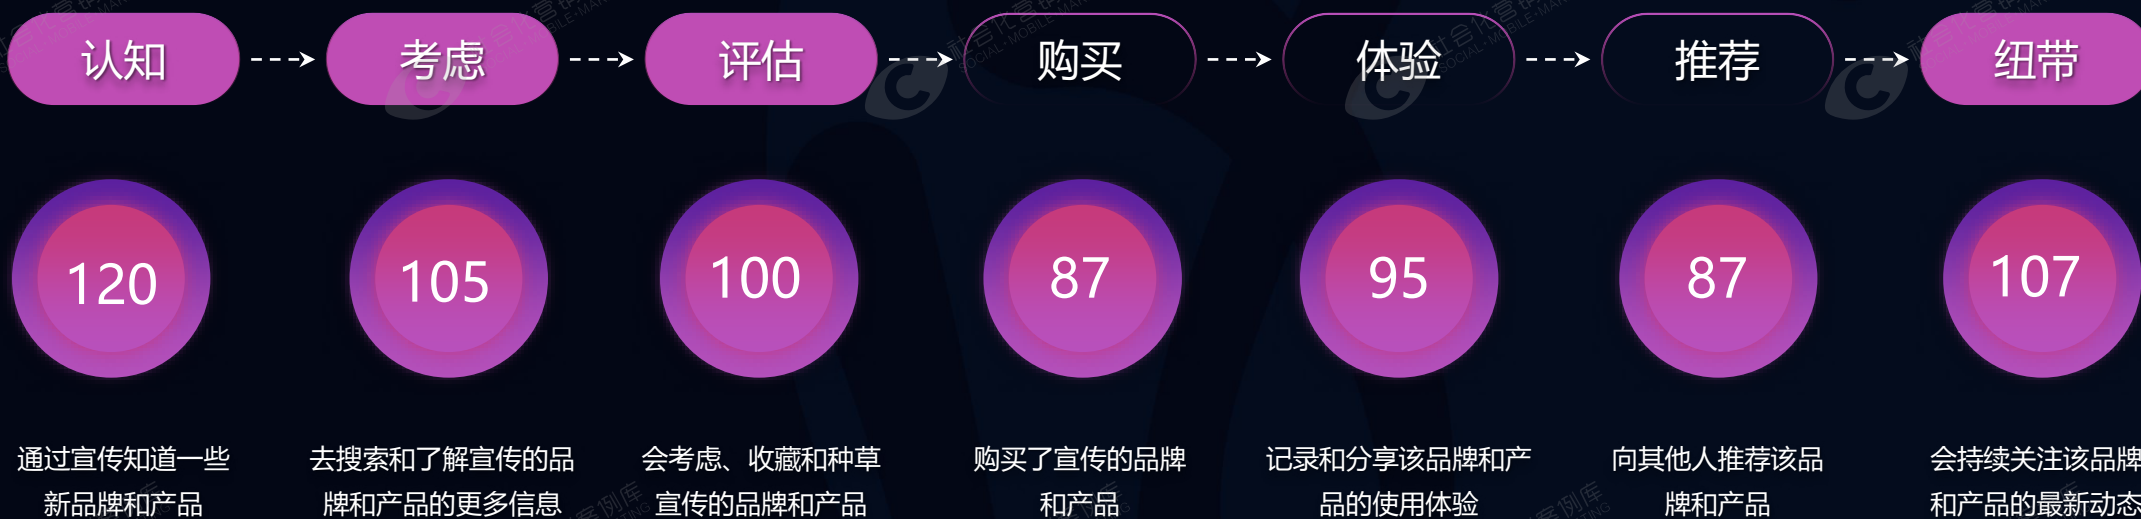 认知
考虑
评估
购买
体验
推荐
纽带
120
105
100
87
95
87
107
通过宣传知道一些
新品牌和产品
去搜索和了解宣传的品
牌和产品的更多信息
会考虑、收藏和种草
宣传的品牌和产品
购买了宣传的品牌
和产品
记录和分享该品牌和产
品的使用体验
向其他人推荐该品
牌和产品
会持续关注该品牌
和产品的最新动态